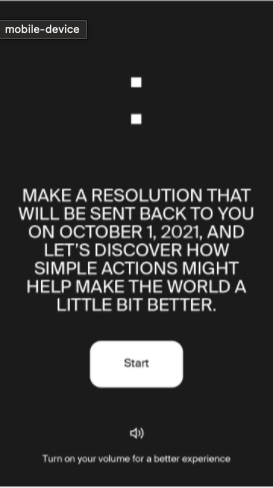 mobile-device
MAKE A RESOLUTION THAT
WILL BE SENT BACK TO YOU
ON OCTOBER 1, 2021, AND
LET'S DISCOVER HOW
SIMPLE ACTIONS MIGHT
HELP MAKE THE WORLD A
LITTLE BIT BETTER.
Start
Turn on your volume for a better experience